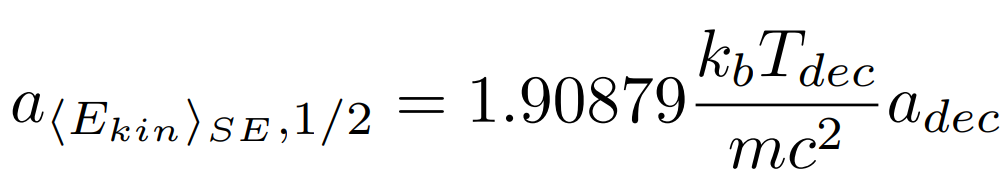 a_{\langle E_{kin} \rangle_{SE}, 1/2} = 1.90879 \frac{k_b T_{dec}}{mc^2} a_{dec}